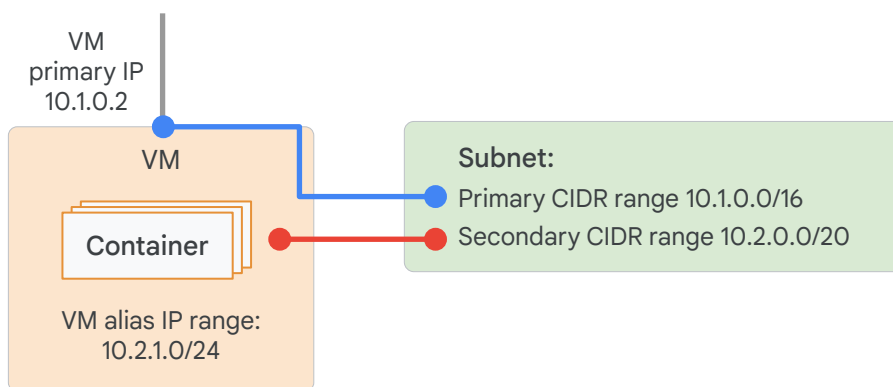 VM
primary IP
10.1.0.2
VM
Container
VM alias IP range:
10.2.1.0/24
Subnet:
Primary CIDR range 10.1.0.0/16
Secondary CIDR range 10.2.0.0/20